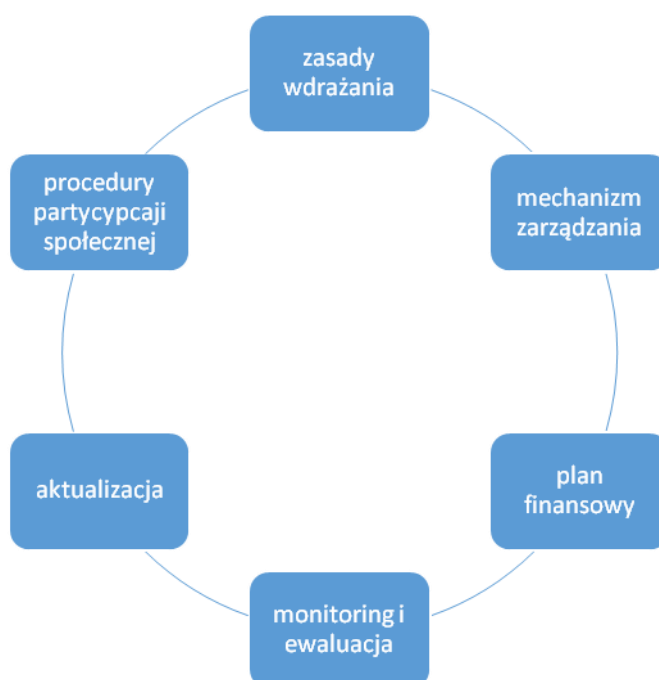 zasady
wdrażania
mechanizm
zarządzania
plan
finansowy
monitoring i
ewaluacja
aktualizacja
procedury
partycypcaji
społecznej